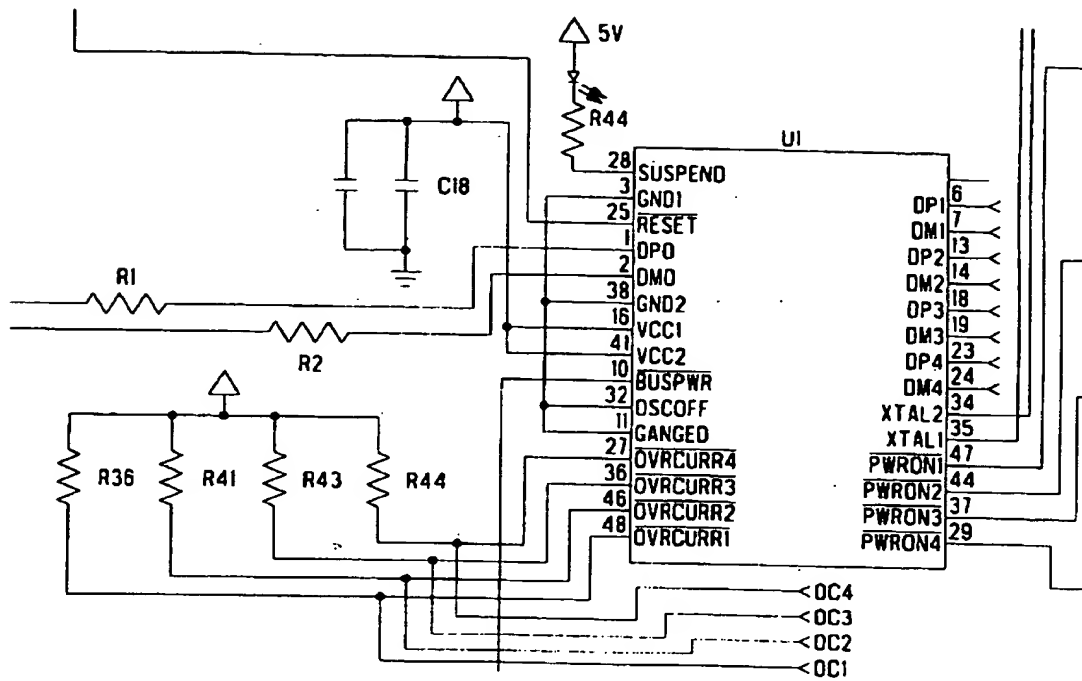 5V
R44
U1
C18
28 SUSPEND
3 GND1
25 RESET
1 DP0
2 DM0
38 GND2
16 VCC1
41 VCC2
10 BUSPWR
32 DSCOFF
11 GANGED
27 OVRCURR4
36 OVRCURR3
46 OVRCURR2
48 OVRCURR1
DP1 6
DM1 7
DP2 13
DM2 14
DP3 18
DM3 19
DP4 23
DM4 24
XTAL2 34
XTAL1 35
PWRON1 47
PWRON2 44
PWRON3 37
PWRON4 29
R1
R2
R36
R41
R43
R44
OC4
OC3
OC2
OC1